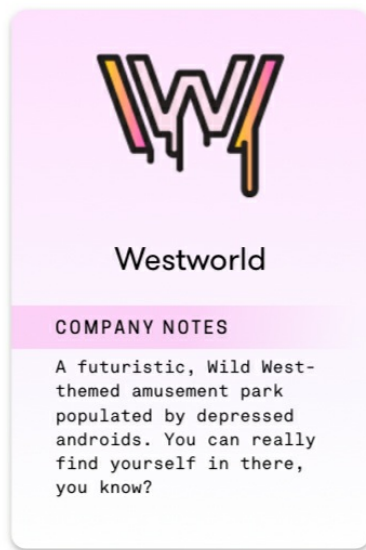 W
Westworld
COMPANY NOTES
A futuristic, Wild West-
themed amusement park
populated by depressed
androids. You can really
find yourself in there,
you know?